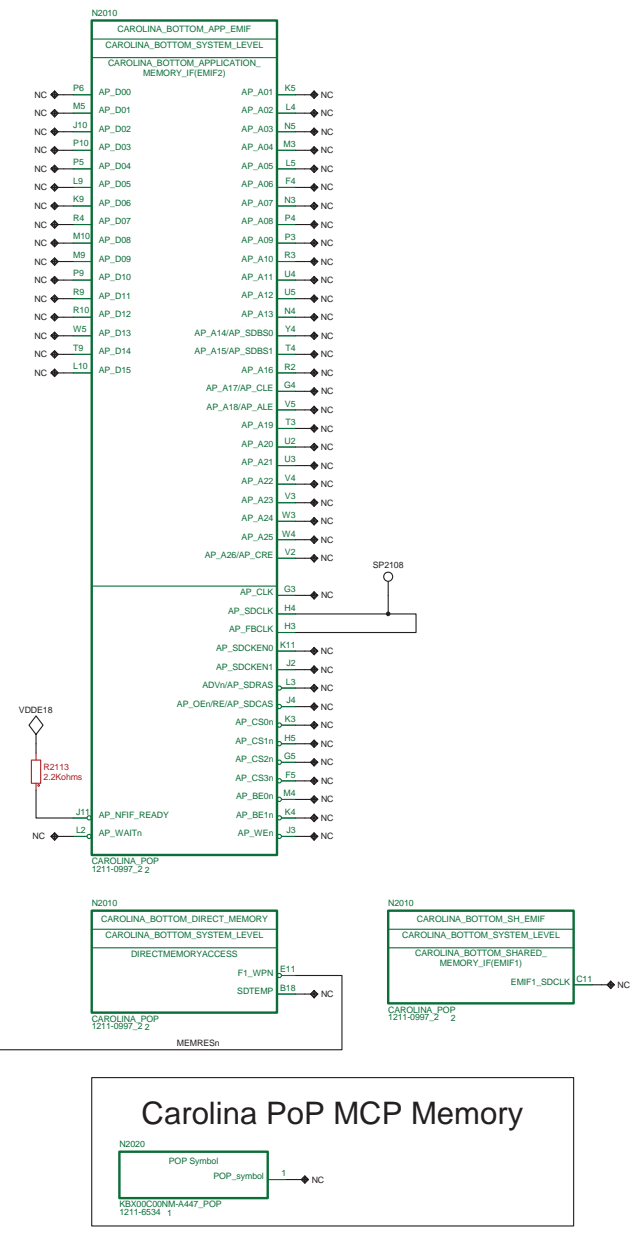 N2010
CAROLINA_BOTTOM_APP_EMIF
CAROLINA_BOTTOM_SYSTEM_LEVEL
CAROLINA_BOTTOM_APPLICATION_
MEMORY_IF(EMIF2)
NC P6 AP_D00 AP_A01 K5 NC
NC M5 AP_D01 AP_A02 L4 NC
NC J10 AP_D02 AP_A03 N5 NC
NC P10 AP_D03 AP_A04 M3 NC
NC P5 AP_D04 AP_A05 L5 NC
NC L9 AP_D05 AP_A06 F4 NC
NC K9 AP_D06 AP_A07 N3 NC
NC R4 AP_D07 AP_A08 P4 NC
NC M10 AP_D08 AP_A09 P3 NC
NC M9 AP_D09 AP_A10 R3 NC
NC P9 AP_D10 AP_A11 U4 NC
NC R9 AP_D11 AP_A12 U5 NC
NC R10 AP_D12 AP_A13 N4 NC
NC W5 AP_D13 AP_A14/AP_SDBS0 Y4 NC
NC T9 AP_D14 AP_A15/AP_SDBS1 T4 NC
NC L10 AP_D15 AP_A16 R2 NC
AP_A17/AP_CLE G4 NC
AP_A18/AP_ALE V5 NC
AP_A19 T3 NC
AP_A20 U2 NC
AP_A21 U3 NC
AP_A22 V4 NC
AP_A23 V3 NC
AP_A24 W3 NC
AP_A25 W4 NC
AP_A26/AP_CRE V2 NC
SP2108
AP_CLK G3 NC
AP_SDCLK H4
AP_FBCLK H3
AP_SDCKEN0 K11 NC
AP_SDCKEN1 J2 NC
ADVn/AP_SDRAS L3 NC
AP_OEn/RE/AP_SDCAS J4 NC
VDDE18
AP_CS0n K3 NC
AP_CS1n H5 NC
AP_CS2n G5 NC
R2113
2.2Kohms
AP_CS3n F5 NC
AP_BE0n M4 NC
J11 AP_NFIF_READY AP_BE1n K4 NC
NC L2 AP_WAITn AP_WEn J3 NC
CAROLINA_POP
1211-0997_2 2
N2010
CAROLINA_BOTTOM_DIRECT_MEMORY
CAROLINA_BOTTOM_SYSTEM_LEVEL
DIRECTMEMORYACCESS
F1_WPN E11
SDTEMP B18 NC
CAROLINA_POP
1211-0997_2 2
MEMRESn
N2010
CAROLINA_BOTTOM_SH_EMIF
CAROLINA_BOTTOM_SYSTEM_LEVEL
CAROLINA_BOTTOM_SHARED_
MEMORY_IF(EMIF1)
EMIF1_SDCLK C11 NC
CAROLINA_POP
1211-0997_2 2
Carolina PoP MCP Memory
N2020
POP Symbol
POP_symbol 1 NC
KBX00C00NM-A447_POP
1211-6534 1